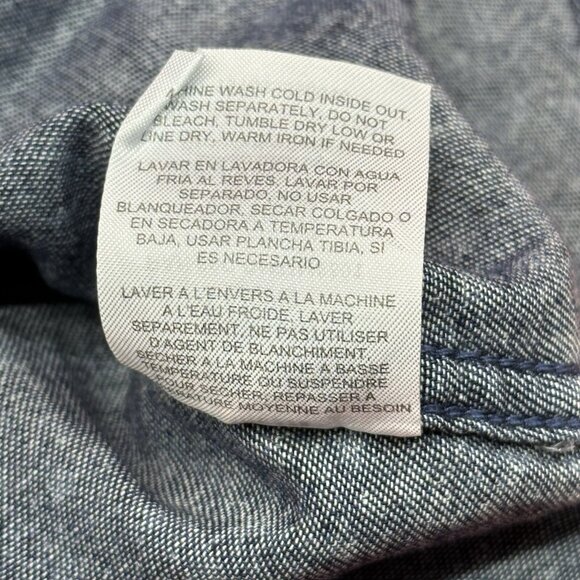 HINE WASH COLD INSIDE OUT,
WASH SEPARATELY, DO NOT
BLEACH, TUMBLE DRY LOW OR
LINE DRY, WARM IRON IF NEEDED
LAVAR EN LAVADORA CON AGUA
FRIA AL REVES, LAVAR POR
SEPARADO, NO USAR
BLANQUEADOR, SECAR COLGADO O
EN SECADORA A TEMPERATURA
BAJA, USAR PLANCHA TIBIA, SI
ES NECESARIO
LAVER A L'ENVERS A LA MACHINE
A L'EAU FROIDE, LAVER
SEPAREMENT, NE PAS UTILISER
D'AGENT DE BLANCHIMENT,
SECHER A LA MACHINE A BASSE
TEMPERATURE OU SUSPENDRE
POUR SECHER, REPASSER A
TEMPERATURE MOYENNE AU BESOIN